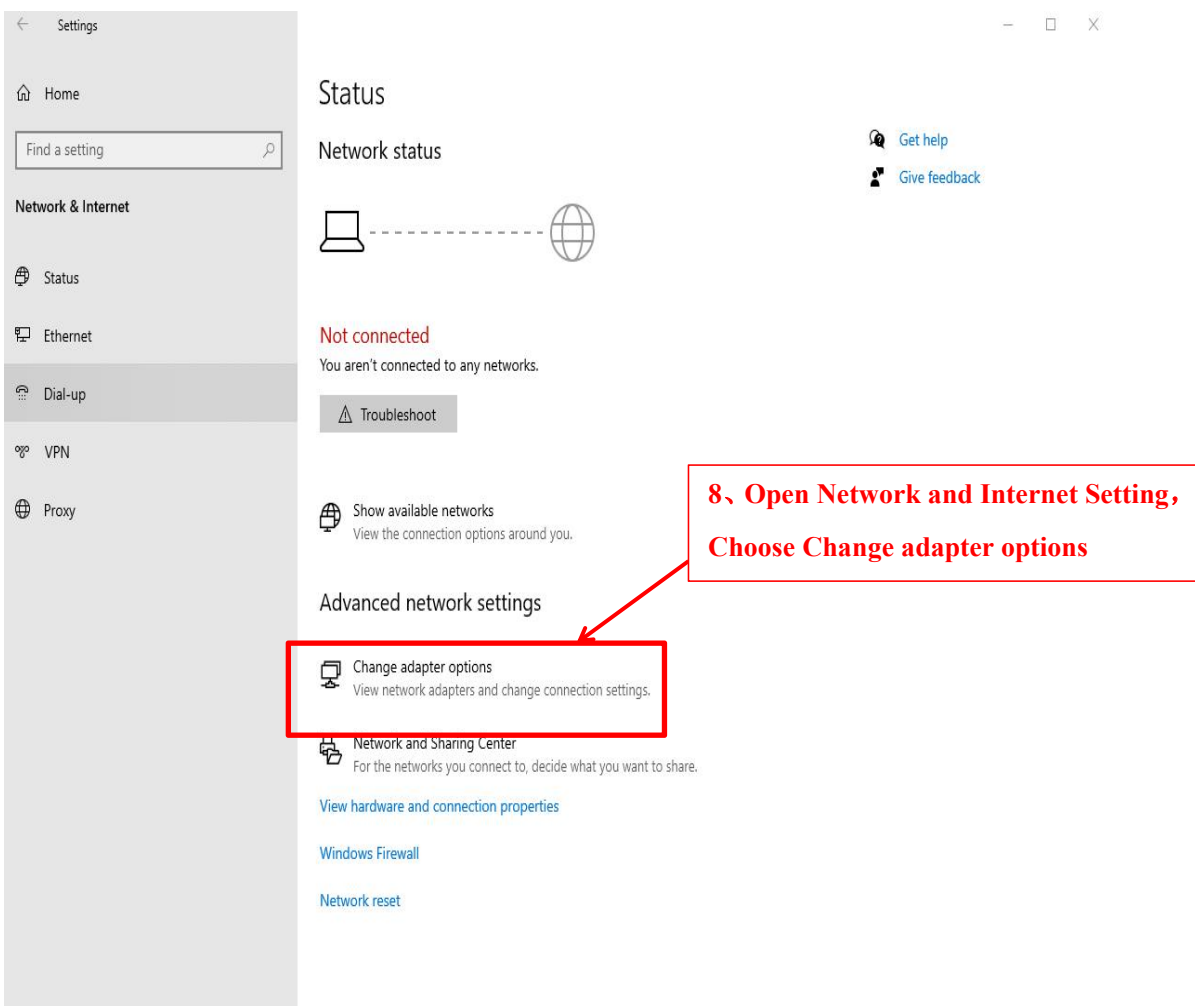 Settings
Home
Find a setting
Network & Internet
Status
Ethernet
Dial-up
VPN
Proxy
Status
Network status
Not connected
You aren't connected to any networks.
Troubleshoot
Show available networks
View the connection options around you.
Advanced network settings
Change adapter options
View network adapters and change connection settings.
Network and Sharing Center
For the networks you connect to, decide what you want to share.
View hardware and connection properties
Windows Firewall
Network reset
Get help
Give feedback
8、Open Network and Internet Setting，
Choose Change adapter options